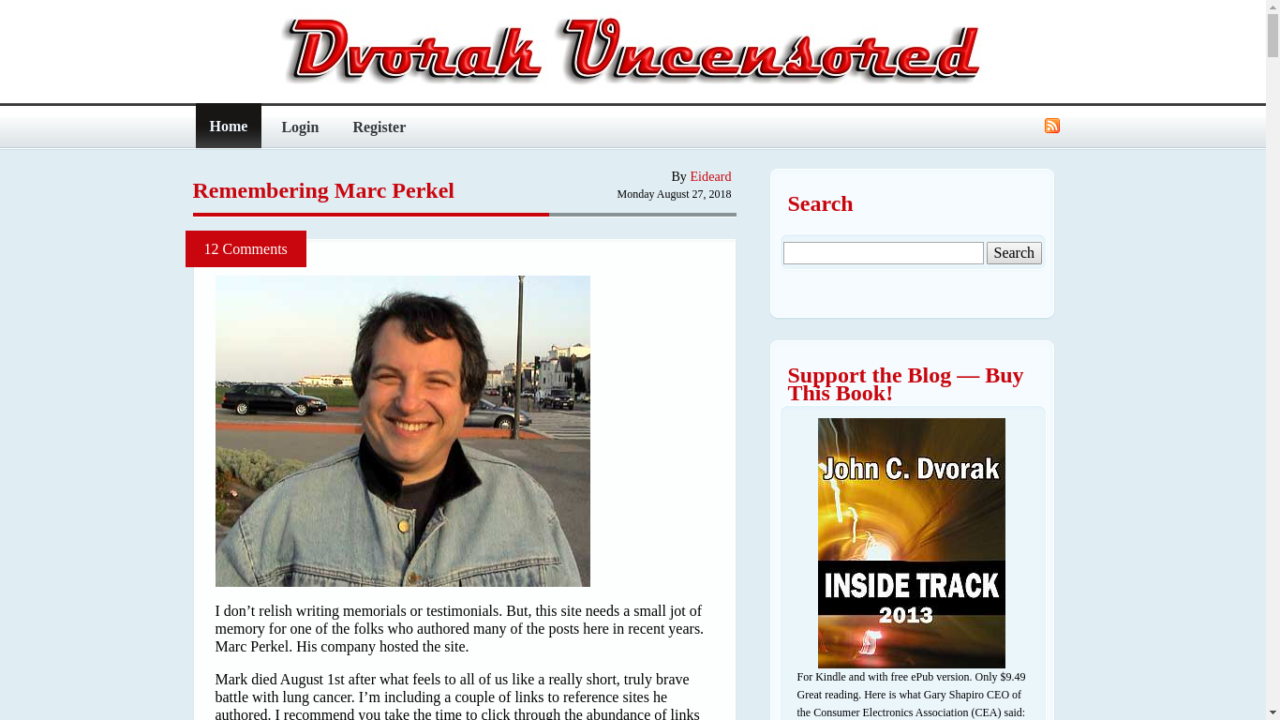 Dvorak Uncensored
Home
Login
Register
Remembering Marc Perkel
By Eideard
Monday August 27, 2018
12 Comments
I don’t relish writing memorials or testimonials. But, this site needs a small jot of
memory for one of the folks who authored many of the posts here in recent years.
Marc Perkel. His company hosted the site.
Mark died August 1st after what feels to all of us like a really short, truly brave
battle with lung cancer. I’m including a couple of links to reference sites he
authored. I recommend you take the time to click through the abundance of links
Search
Search
Support the Blog — Buy
This Book!
John C. Dvorak
INSIDE TRACK
2013
For Kindle and with free ePub version. Only $9.49
Great reading. Here is what Gary Shapiro CEO of
the Consumer Electronics Association (CEA) said: